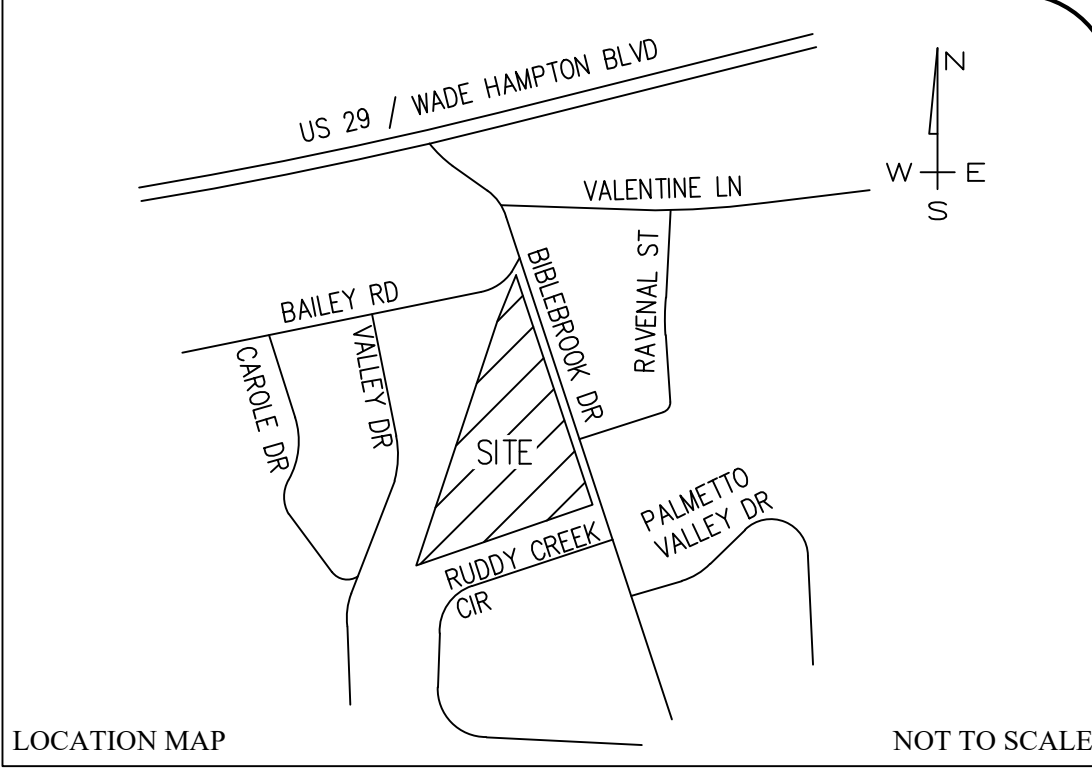 US 29 / WADE HAMPTON BLVD
N
W E
S
VALENTINE LN
BIBLEBROOK DR
RAVENAL ST
BAILEY RD
VALLEY DR
CAROLE DR
SITE
PALMETTO
VALLEY DR
RUDDY CREEK
CIR
LOCATION MAP
NOT TO SCALE